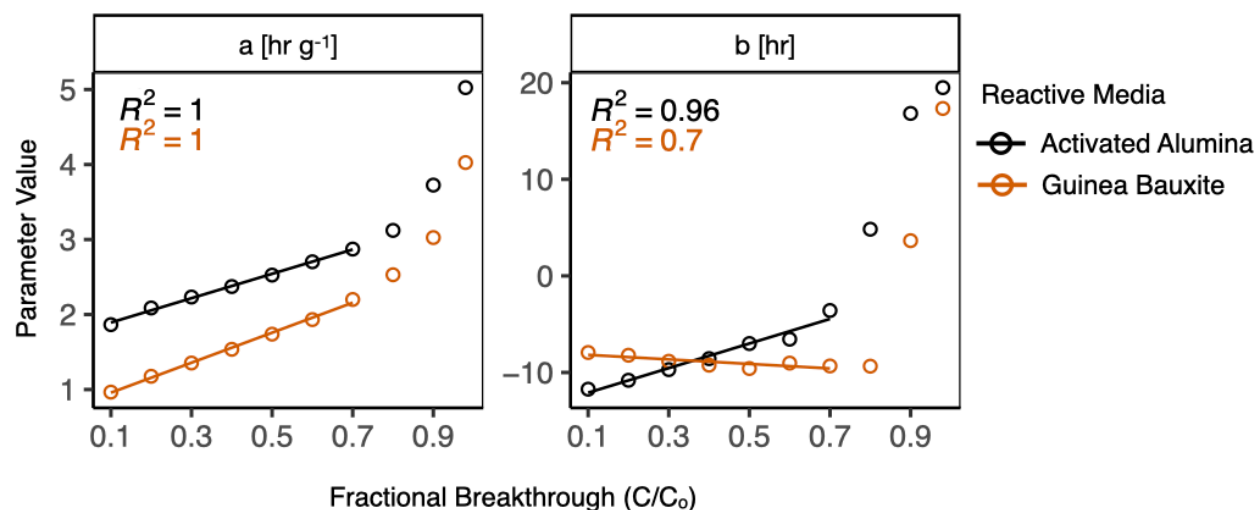 a [hr g⁻¹]
b [hr]
R² = 1
R² = 1
R² = 0.96
R² = 0.7
5
4
3
2
1
20
10
0
−10
Parameter Value
0.1 0.3 0.5 0.7 0.9
0.1 0.3 0.5 0.7 0.9
Fractional Breakthrough (C/Cₒ)
Reactive Media
Activated Alumina
Guinea Bauxite